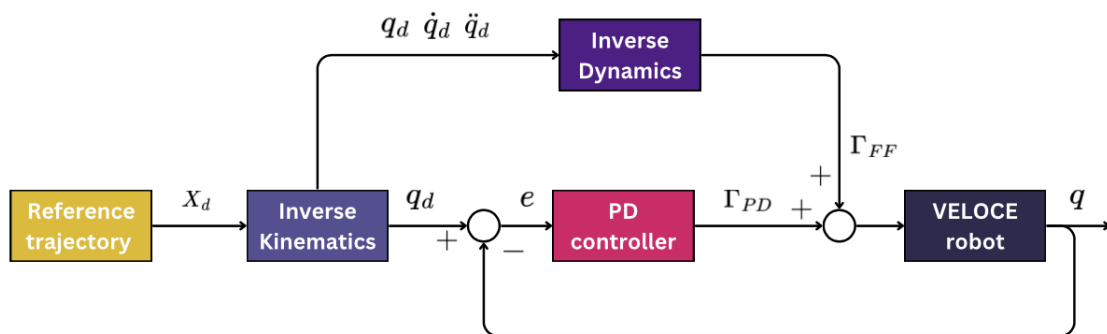 q_d q̇_d q̈_d
Inverse
Dynamics
Γ_FF
+
Reference
trajectory
X_d
Inverse
Kinematics
q_d
+
−
e
PD
controller
Γ_PD
+
VELOCE
robot
q